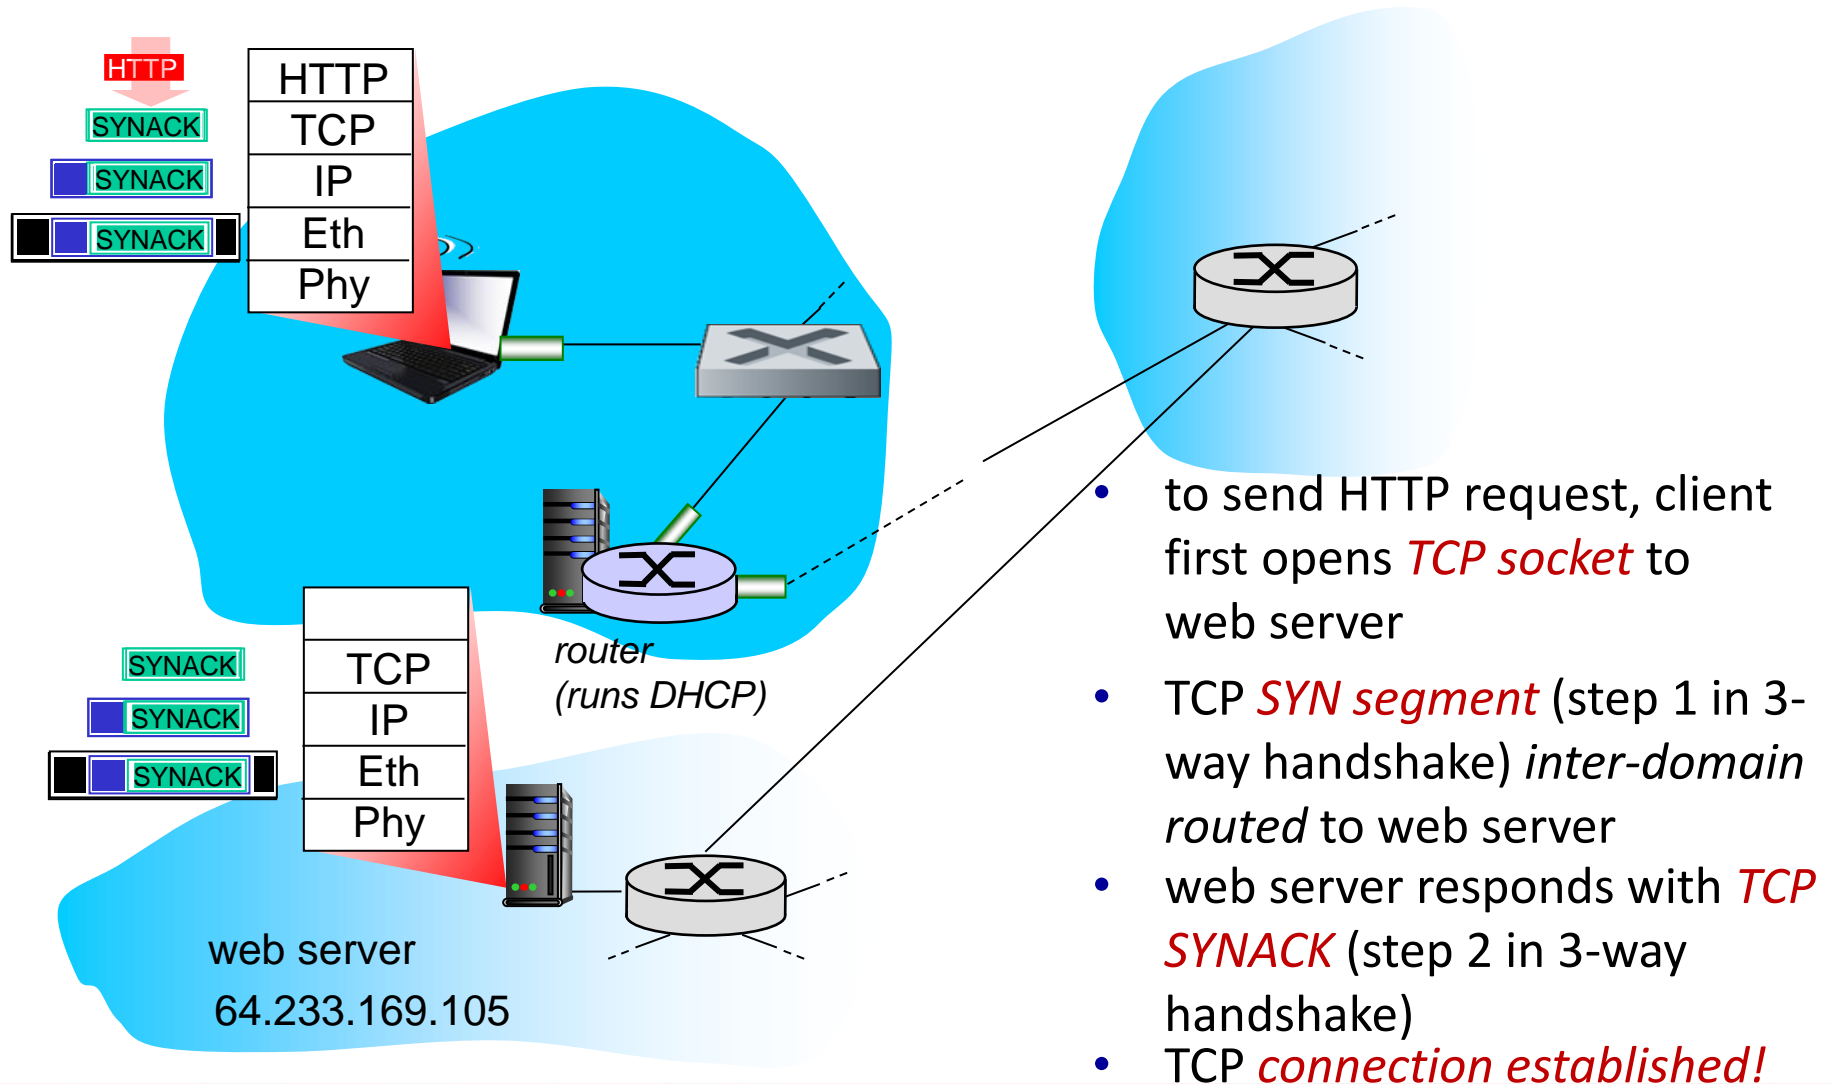 HTTP
SYNACK
SYNACK
SYNACK
HTTP
TCP
IP
Eth
Phy
SYNACK
SYNACK
SYNACK
TCP
IP
Eth
Phy
router
(runs DHCP)
web server
64.233.169.105
• to send HTTP request, client
first opens TCP socket to
web server
• TCP SYN segment (step 1 in 3-
way handshake) inter-domain
routed to web server
• web server responds with TCP
SYNACK (step 2 in 3-way
handshake)
• TCP connection established!